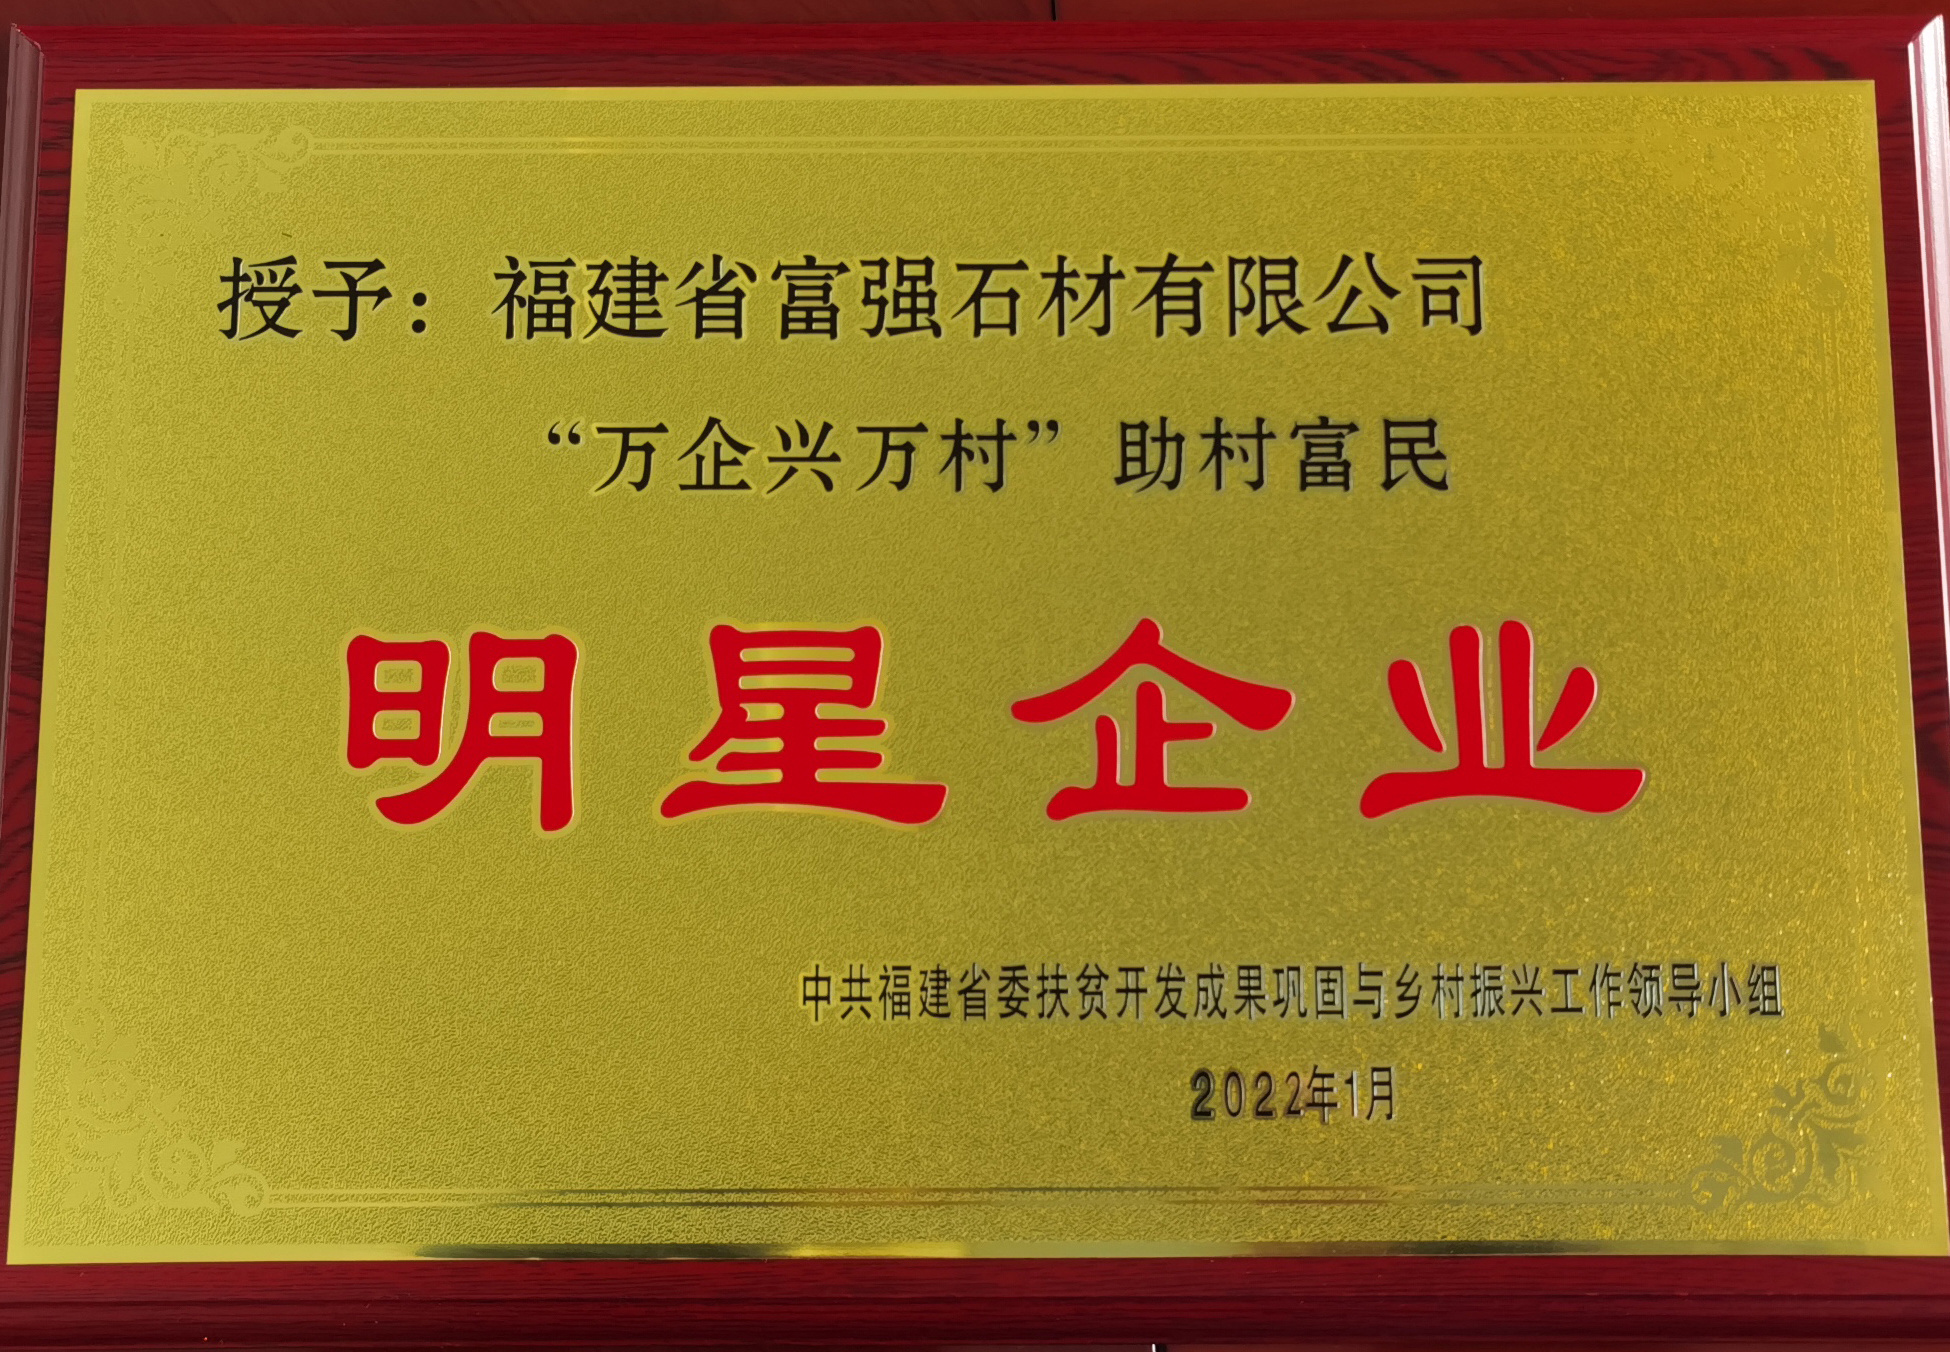 授予：福建省富强石材有限公司
“万企兴万村”助村富民
明星企业
中共福建省委扶贫开发成果巩固与乡村振兴工作领导小组
2022年1月